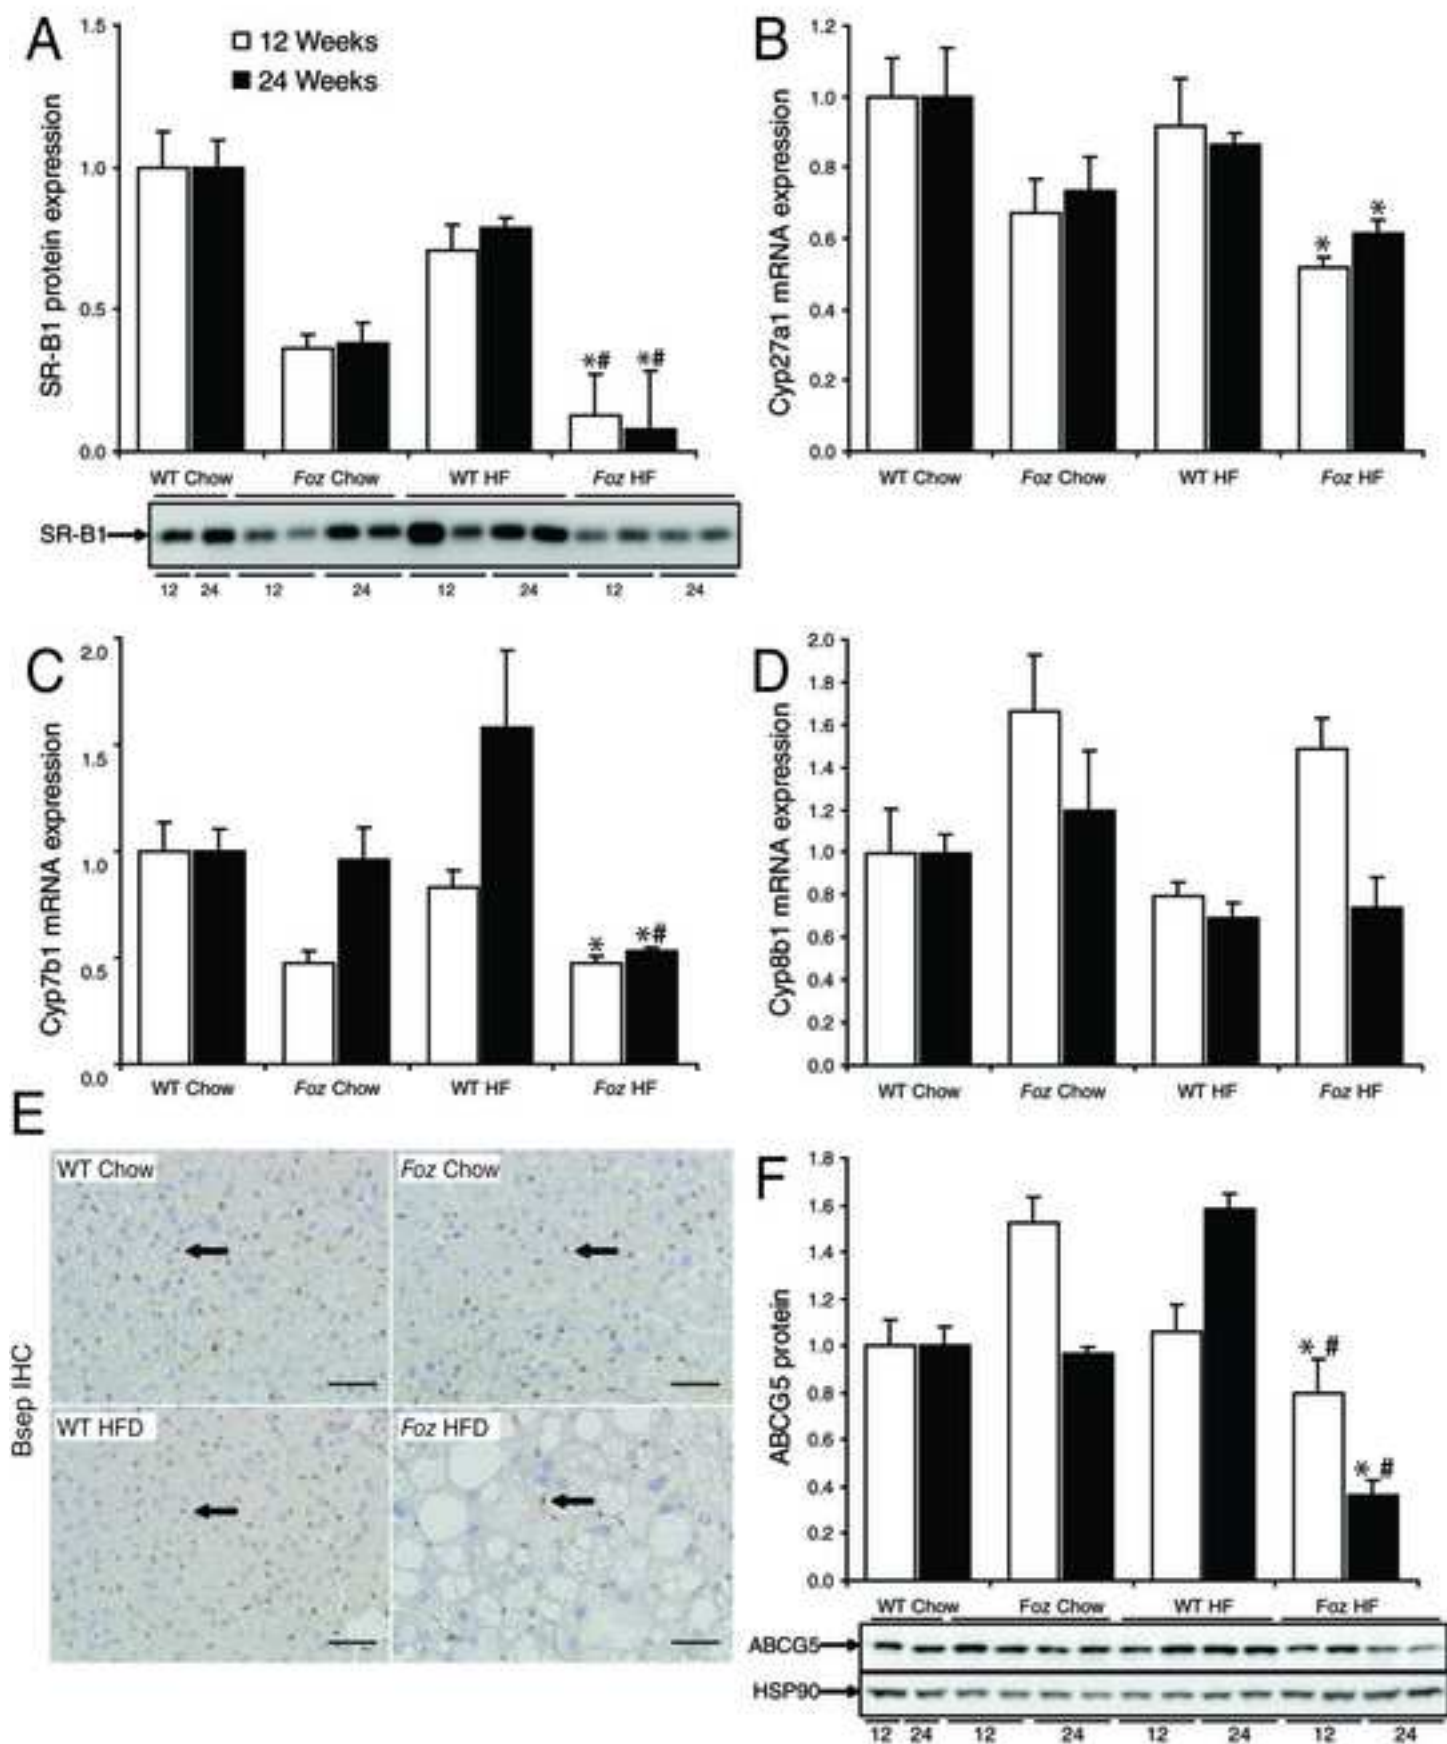 A
1.5
1.0
0.5
0.0
SR-B1 protein expression
12 Weeks
24 Weeks
*#
*#
WT Chow
Foz Chow
WT HF
Foz HF
SR-B1
12 24 12 24 12 24 12 24
B
1.2
1.0
0.8
0.6
0.4
0.2
0.0
Cyp27a1 mRNA expression
*
*
WT Chow
Foz Chow
WT HF
Foz HF
C
2.0
1.5
1.0
0.5
0.0
Cyp7b1 mRNA expression
*
*#
WT Chow
Foz Chow
WT HF
Foz HF
D
2.0
1.8
1.6
1.4
1.2
1.0
0.8
0.6
0.4
0.2
0.0
Cyp8b1 mRNA expression
WT Chow
Foz Chow
WT HF
Foz HF
E
Bsep IHC
WT Chow
Foz Chow
WT HFD
Foz HFD
F
1.8
1.6
1.4
1.2
1.0
0.8
0.6
0.4
0.2
0.0
ABCG5 protein
* #
* #
WT Chow
Foz Chow
WT HF
Foz HF
ABCG5
HSP90
12 24 12 24 12 24 12 24